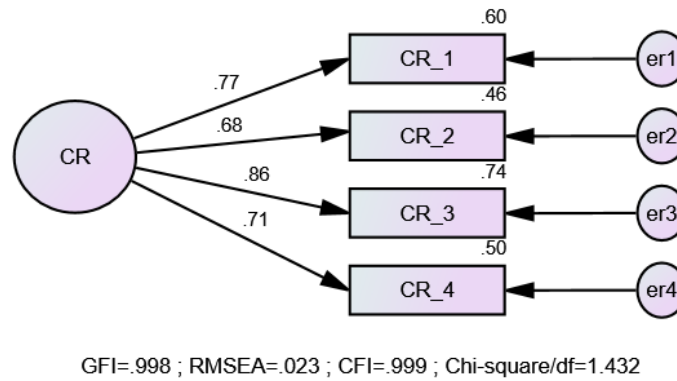 .60
CR_1
er1
.77
.46
CR_2
er2
.68
CR
.74
.86
CR_3
er3
.71
.50
CR_4
er4
GFI=.998 ; RMSEA=.023 ; CFI=.999 ; Chi-square/df=1.432